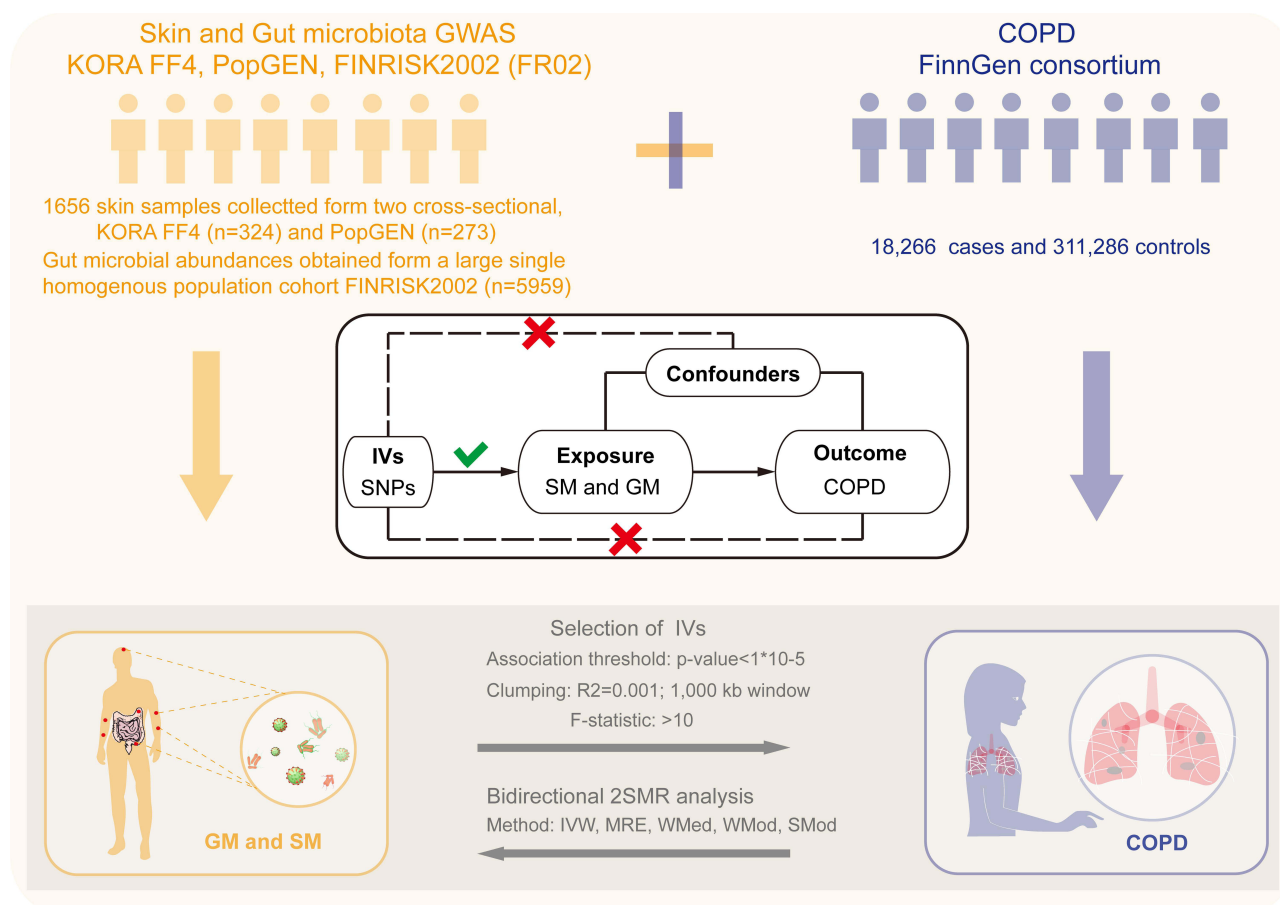 Skin and Gut microbiota GWAS
KORA FF4, PopGEN, FINRISK2002 (FR02)
1656 skin samples collectted form two cross-sectional,
KORA FF4 (n=324) and PopGEN (n=273)
Gut microbial abundances obtained form a large single
homogenous population cohort FINRISK2002 (n=5959)
COPD
FinnGen consortium
18,266 cases and 311,286 controls
Confounders
IVs
SNPs
Exposure
SM and GM
Outcome
COPD
Selection of IVs
Association threshold: p-value<1*10-5
Clumping: R2=0.001; 1,000 kb window
F-statistic: >10
Bidirectional 2SMR analysis
Method: IVW, MRE, WMed, WMod, SMod
GM and SM
COPD